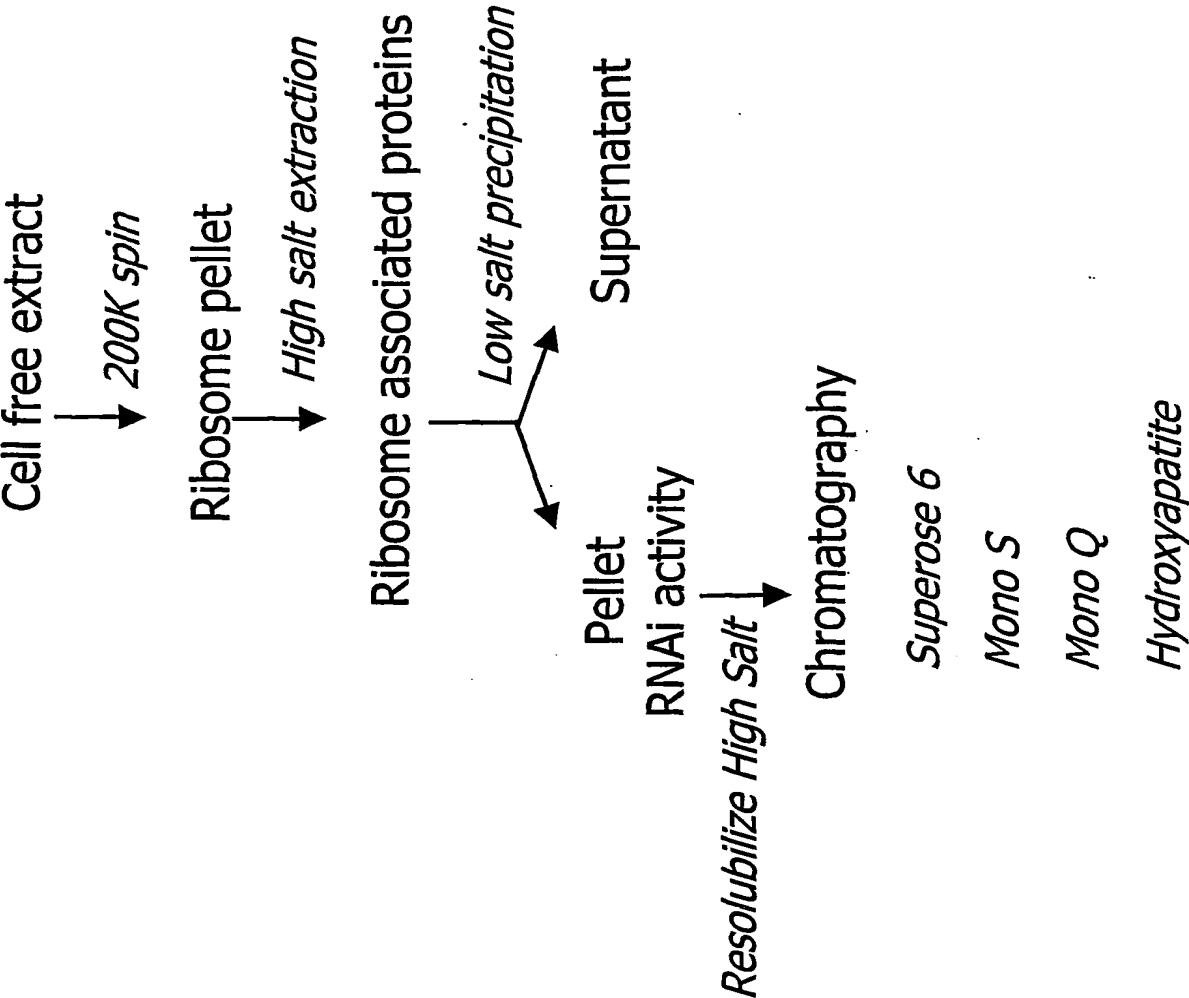 Cell free extract
200K spin
Ribosome pellet
High salt extraction
Ribosome associated proteins
Low salt precipitation
Pellet
RNAi activity
Supernatant
Resolubilize High Salt
Chromatography
Superose 6
Mono S
Mono Q
Hydroxyapatite